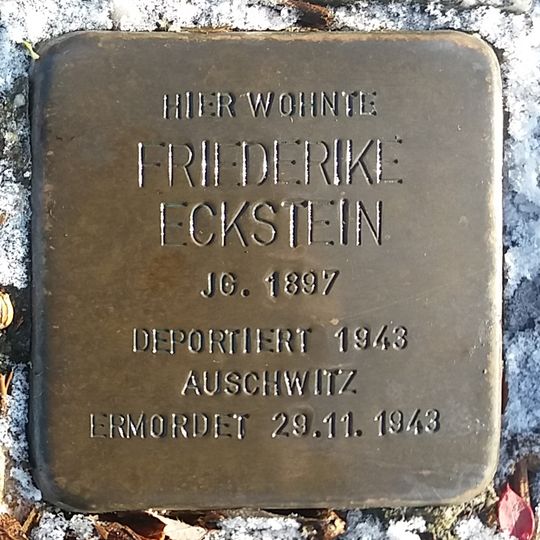 HIER WOHNTE
FRIEDERIKE
ECKSTEIN
JG. 1897
DEPORTIERT 1943
AUSCHWITZ
ERMORDET 29.11.1943